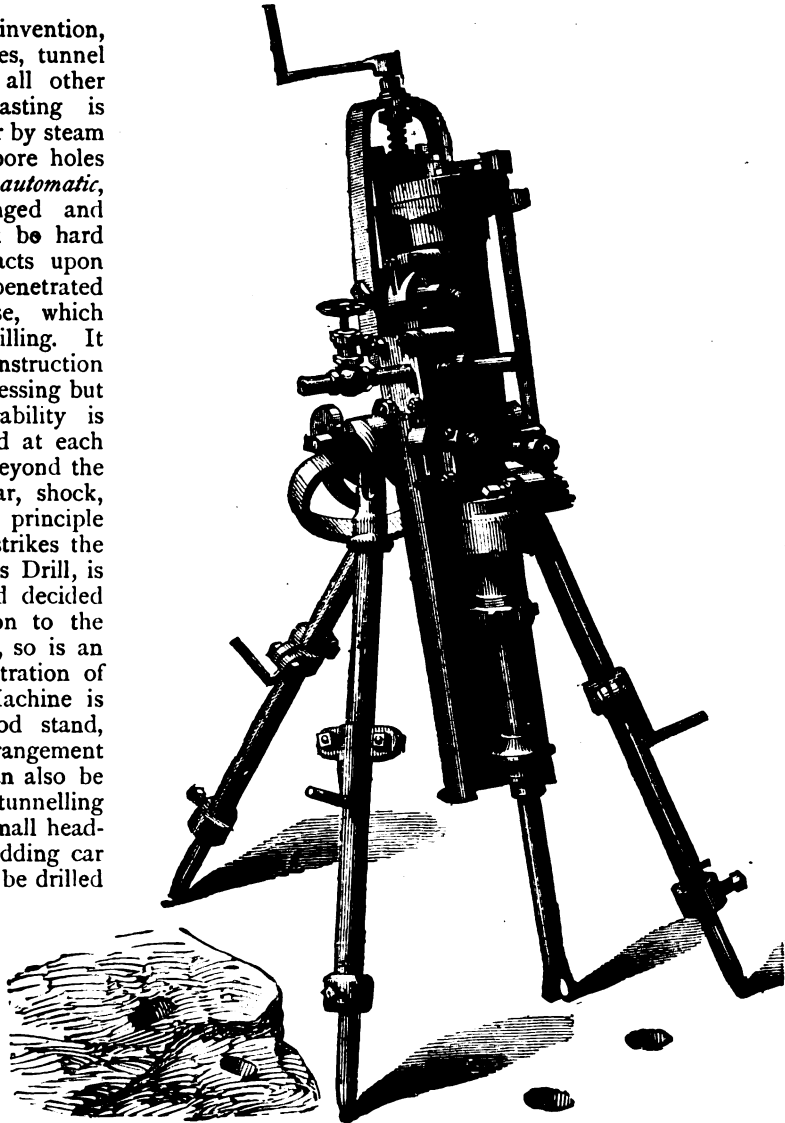 invention,
es, tunnel
all other
asting is
r by steam
bore holes
automatic,
nged and
be hard
acts upon
penetrated
se, which
illing. It
nstruction
essing but
ability is
d at each
eyond the
ar, shock,
principle
strikes the
s Drill, is
d decided
on to the
, so is an
tration of
Machine is
od stand,
rangement
n also be
tunnelling
mall head-
dding car
be drilled